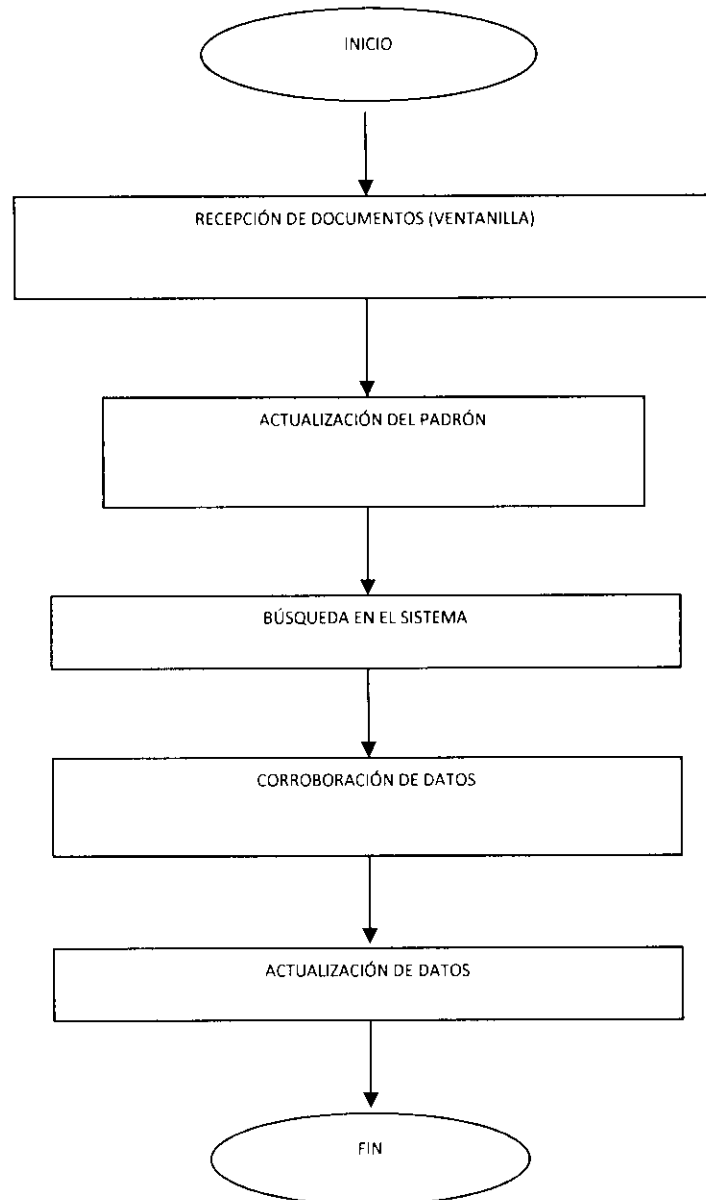 INICIO
RECEPCIÓN DE DOCUMENTOS (VENTANILLA)
ACTUALIZACIÓN DEL PADRÓN
BÚSQUEDA EN EL SISTEMA
CORROBORACIÓN DE DATOS
ACTUALIZACIÓN DE DATOS
FIN